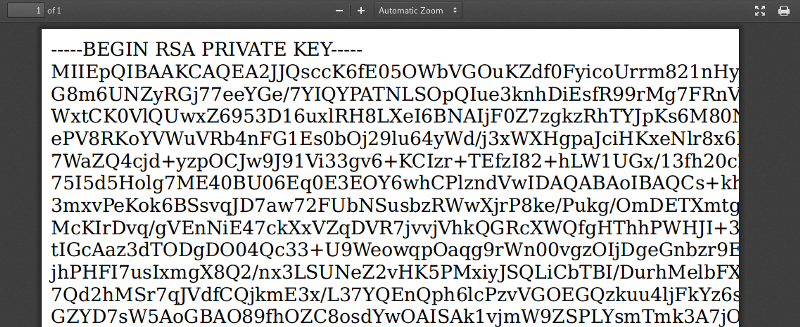 1 of 1
Automatic Zoom
-----BEGIN RSA PRIVATE KEY-----
MIIEpQIBAAKCAQEA2JJQsccK6fE05OWbVGOuKZdf0FyicoUrrm821nHy
G8m6UNZyRGj77eeYGe/7YIQYPATNLSOpQIue3knhDiEsfR99rMg7FRnV
WxtCK0VlQUwxZ6953D16uxlRH8LXeI6BNAIjF0Z7zgkzRhTYJpKs6M80N
ePV8RKoYVWuVRb4nFG1Es0bOj29lu64yWd/j3xWXHgpaJciHKxeNlr8x6
7WaZQ4cjd+yzpOCJw9J91Vi33gv6+KCIzr+TEfzI82+hLW1UGx/13fh20c
75I5d5Holg7ME40BU06Eq0E3EOY6whCPlzndVwIDAQABAoIBAQCs+kh
3mxvPeKok6BSsvqJD7aw72FUbNSusbzRWwXjrP8ke/Pukg/OmDETXmtg
McKIrDvq/gVEnNiE47ckXxVZqDVR7jvvjVhkQGRcXWQfgHThhPWHJI+3
tIGcAaz3dTODgDO04Qc33+U9WeowqpOaqg9rWn00vgzOIjDgeGnbzr9E
jhPHFI7usIxmgX8Q2/nx3LSUNeZ2vHK5PMxiyJSQLiCbTBI/DurhMelbFX
7Qd2hMSr7qJVdfCQjkmE3x/L37YQEnQph6lcPzvVGOEGQzkuu4ljFkYz6s
GZYD7sW5AoGBAO89fhOZC8osdYwOAISAk1vjmW9ZSPLYsmTmk3A7jO